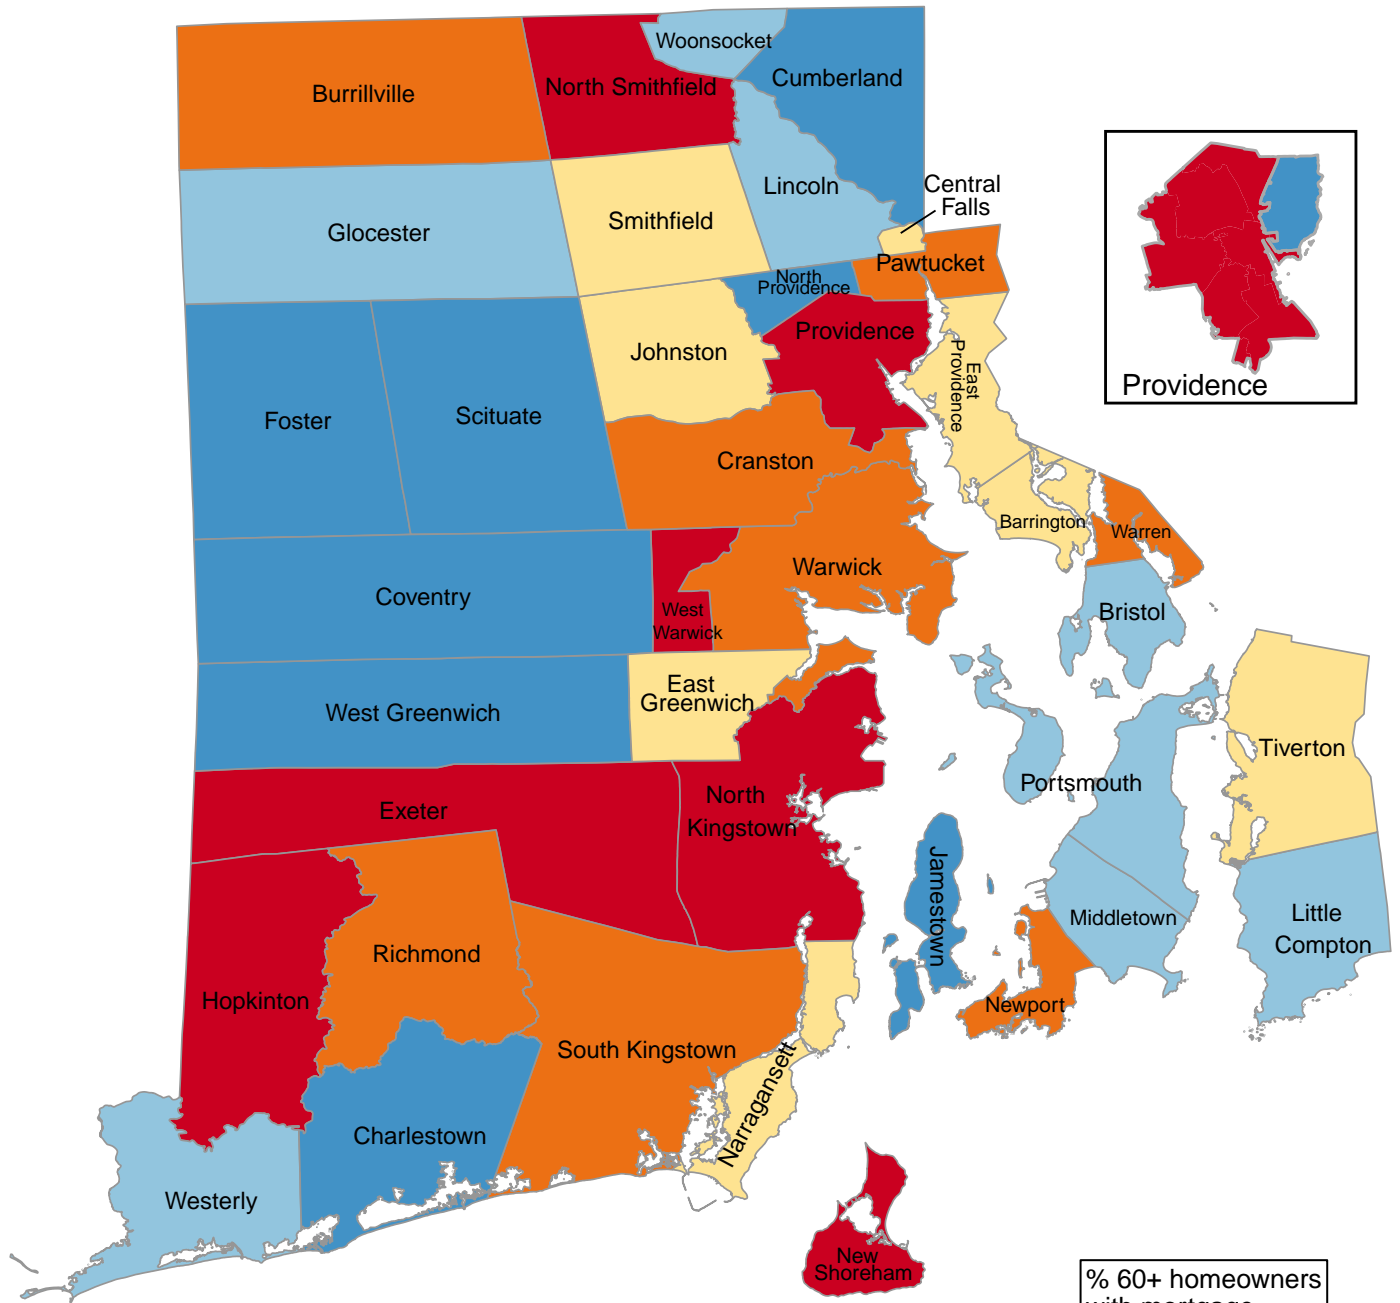 Woonsocket
Cumberland
North Smithfield
Burrillville
Central
Falls
Lincoln
Smithfield
Glocester
Pawtucket
North
Providence
Providence
Johnston
East
Providence
Providence
Foster
Scituate
Cranston
Barrington
Warren
Warwick
Coventry
West
Warwick
Bristol
East
Greenwich
West Greenwich
Tiverton
Portsmouth
Exeter
North
Kingstown
Jamestown
Middletown
Little
Compton
Richmond
Hopkinton
Newport
South Kingstown
Narragansett
Charlestown
Westerly
New
Shoreham
% 60+ homeowners
with mortgage